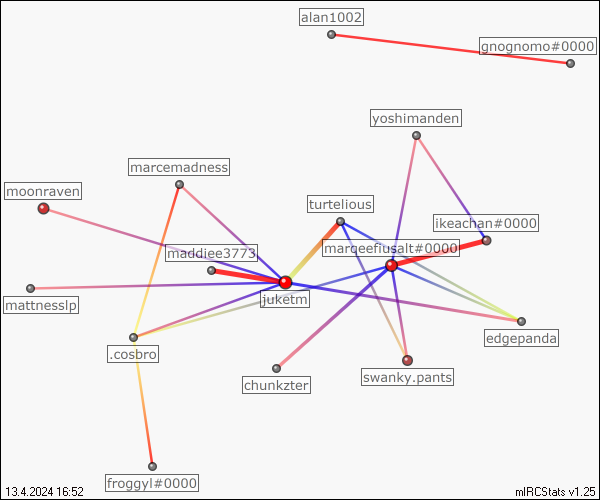 alan1002
gnognomo#0000
yoshimanden
marcemadness
moonraven
turtelious
ikeachan#0000
maddiee3773
marqeefiusalt#0000
juketm
mattnesslp
edgepanda
.cosbro
chunkzter
swanky.pants
froggyl#0000
13.4.2024 16:52
mIRCStats v1.25